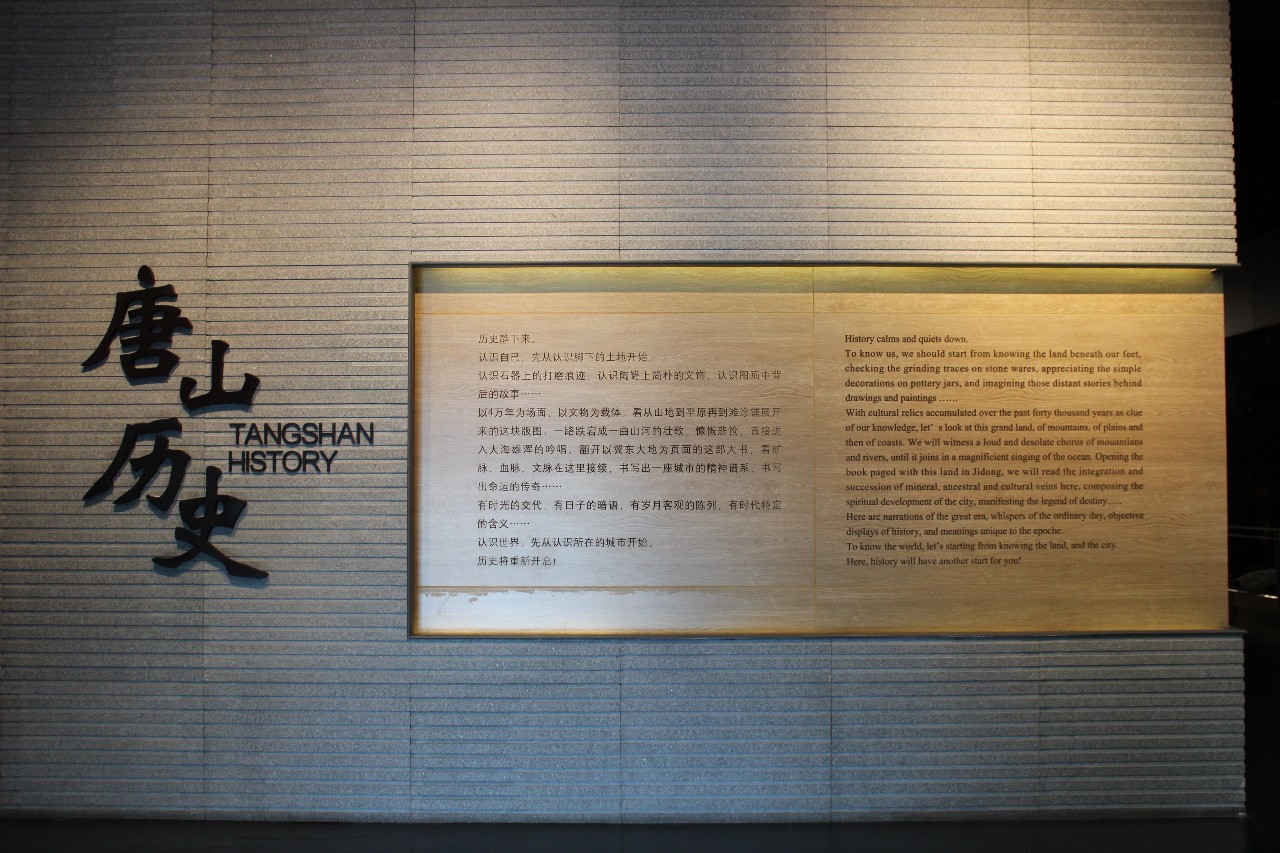 唐山
历史
TANGSHAN
HISTORY
历史静下来。
认识自己，先从认识脚下的土地开始。
认识石器上的打磨痕迹，认识陶罐上简朴的文饰，认识图画中背
后的故事……
以4万年为场面，以文物为载体，看从山地到平原再到滩涂铺展开
来的这块版图，一路跌宕成一曲山河的壮歌，慷慨悲怆，直接进
入大海雄浑的吟唱，翻开以冀东大地为页面的这部大书，看矿
脉、血脉、文脉在这里接续，书写出一座城市的精神谱系，书写
出命运的传奇……
有时光的交代，有日子的暗语，有岁月客观的陈列，有时代特定
的含义……
认识世界，先从认识所在的城市开始。
历史将重新开启!
History calms and quiets down.
To know us, we should start from knowing the land beneath our feet,
checking the grinding traces on stone wares, appreciating the simple
decorations on pottery jars, and imagining those distant stories behind
drawings and paintings ……
With cultural relics accumulated over the past forty thousand years as clue
of our knowledge, let’ s look at this grand land, of mountains, of plains and
then of coasts. We will witness a loud and desolate chorus of mouantians
and rivers, until it joins in a magnificient singing of the ocean. Opening the
book paged with this land in Jidong, we will read the integration and
succession of mineral, ancestral and cultural veins here, composing the
spiritual development of the city, manifesting the legend of destiny…..
Here are narrations of the great era, whispers of the ordinary day, objective
displays of history, and meanings unique to the epoche.
To know the world, let's starting from knowing the land, and the city.
Here, history will have another start for you!